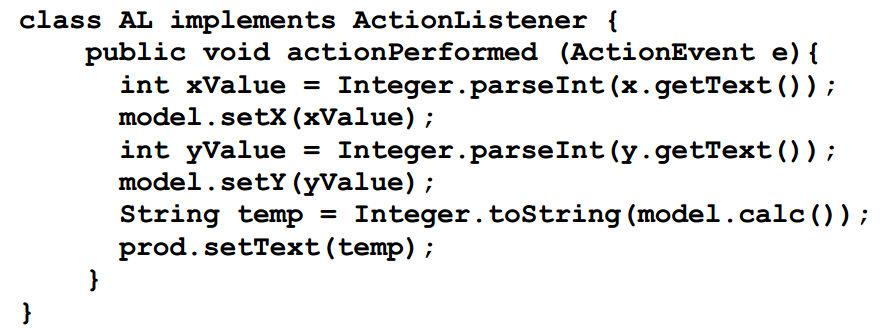 class AL implements ActionListener {
public void actionPerformed (ActionEvent e){
int xValue = Integer.parseInt(x.getText());
model.setX(xValue);
int yValue = Integer.parseInt(y.getText());
model.setY(yValue);
String temp = Integer.toString(model.calc());
prod.setText(temp);
}
}